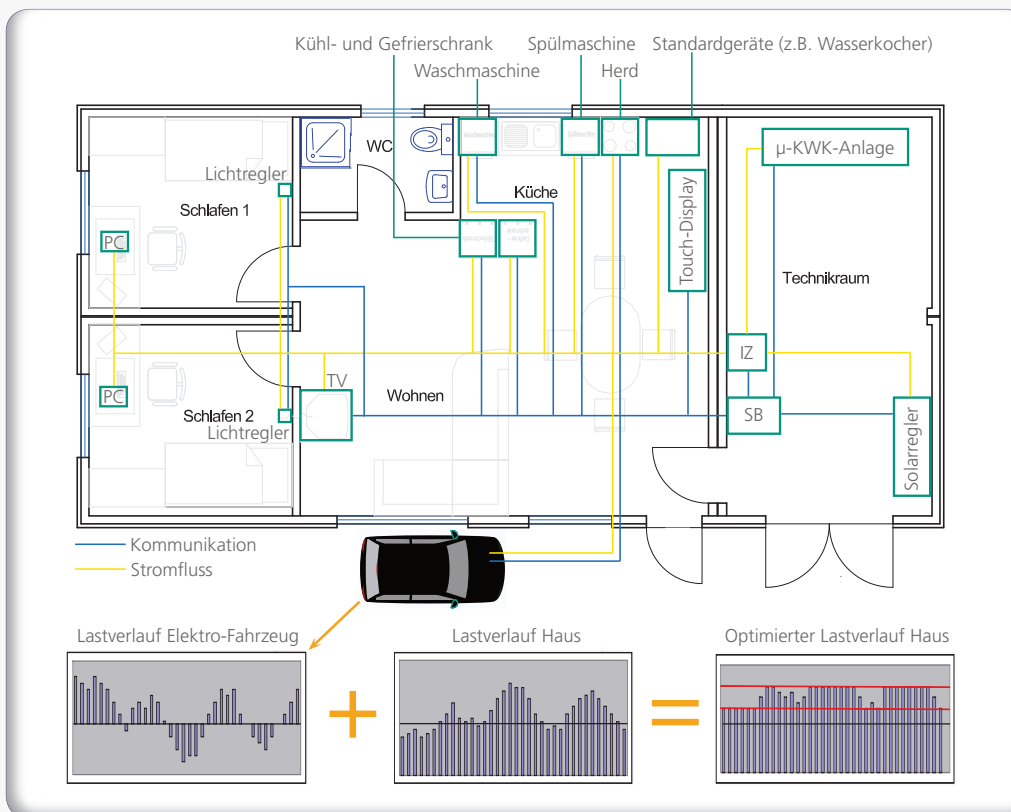 Kühl- und Gefrierschrank
Spülmaschine
Standardgeräte (z.B. Wasserkocher)
Waschmaschine
Herd
WC
µ-KWK-Anlage
Lichtregler
Küche
Schlafen 1
PC
Touch-Display
Technikraum
IZ
TV
PC
Wohnen
Schlafen 2
SB
Lichtregler
Solarregler
Kommunikation
Stromfluss
Lastverlauf Elektro-Fahrzeug
Lastverlauf Haus
Optimierter Lastverlauf Haus
+
=